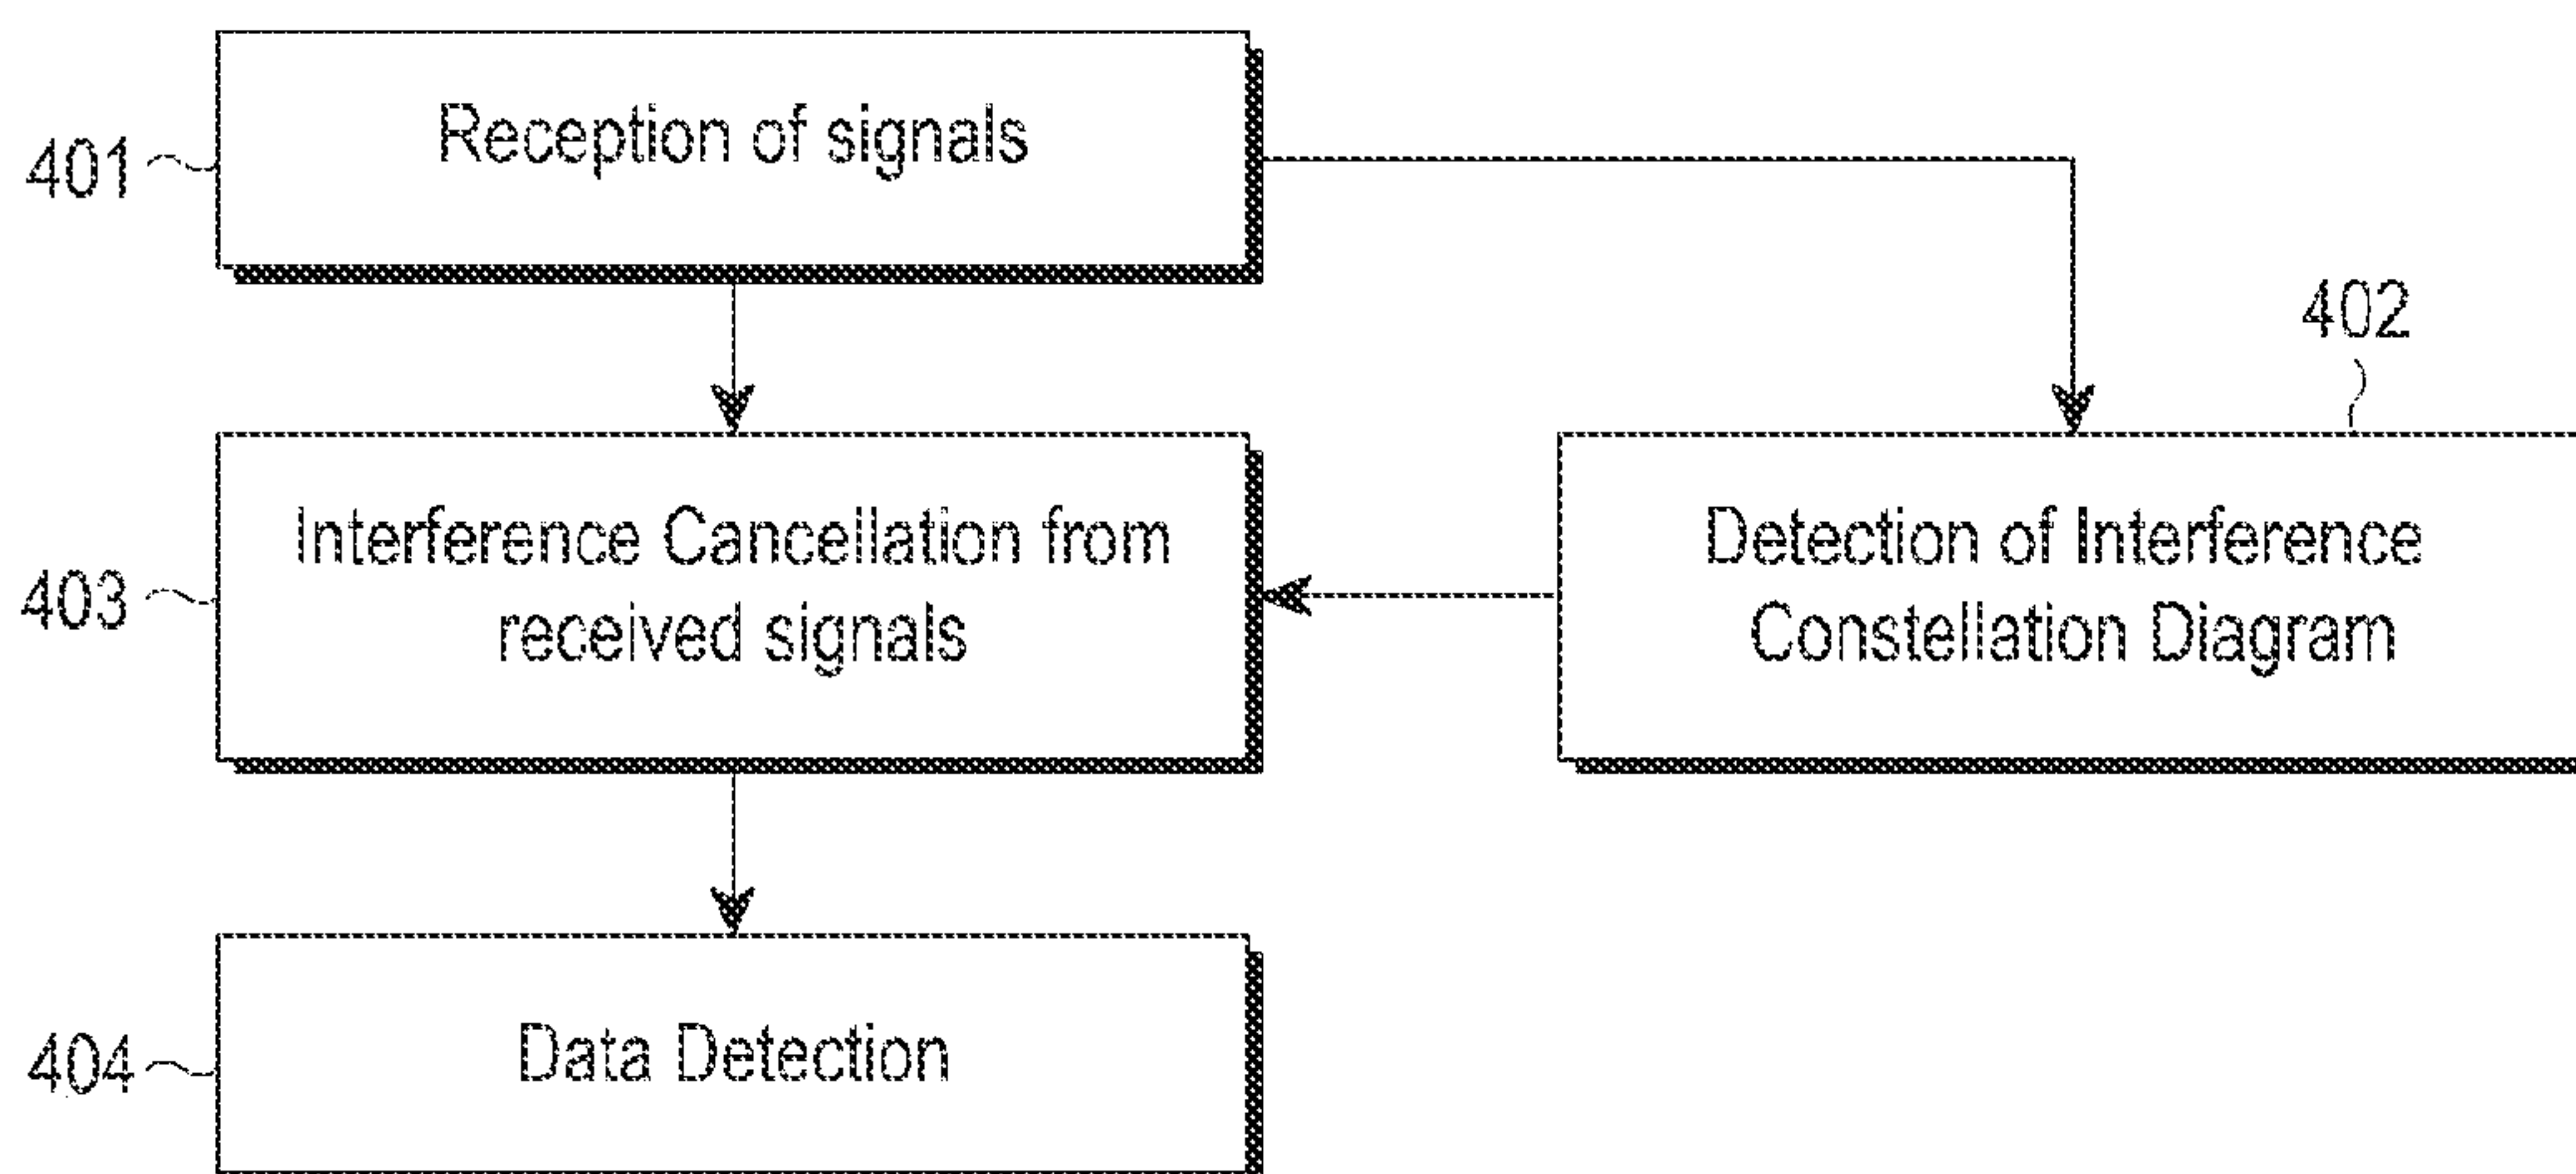 401
Reception of signals
402
403
Interference Cancellation from
received signals
Detection of Interference
Constellation Diagram
404
Data Detection